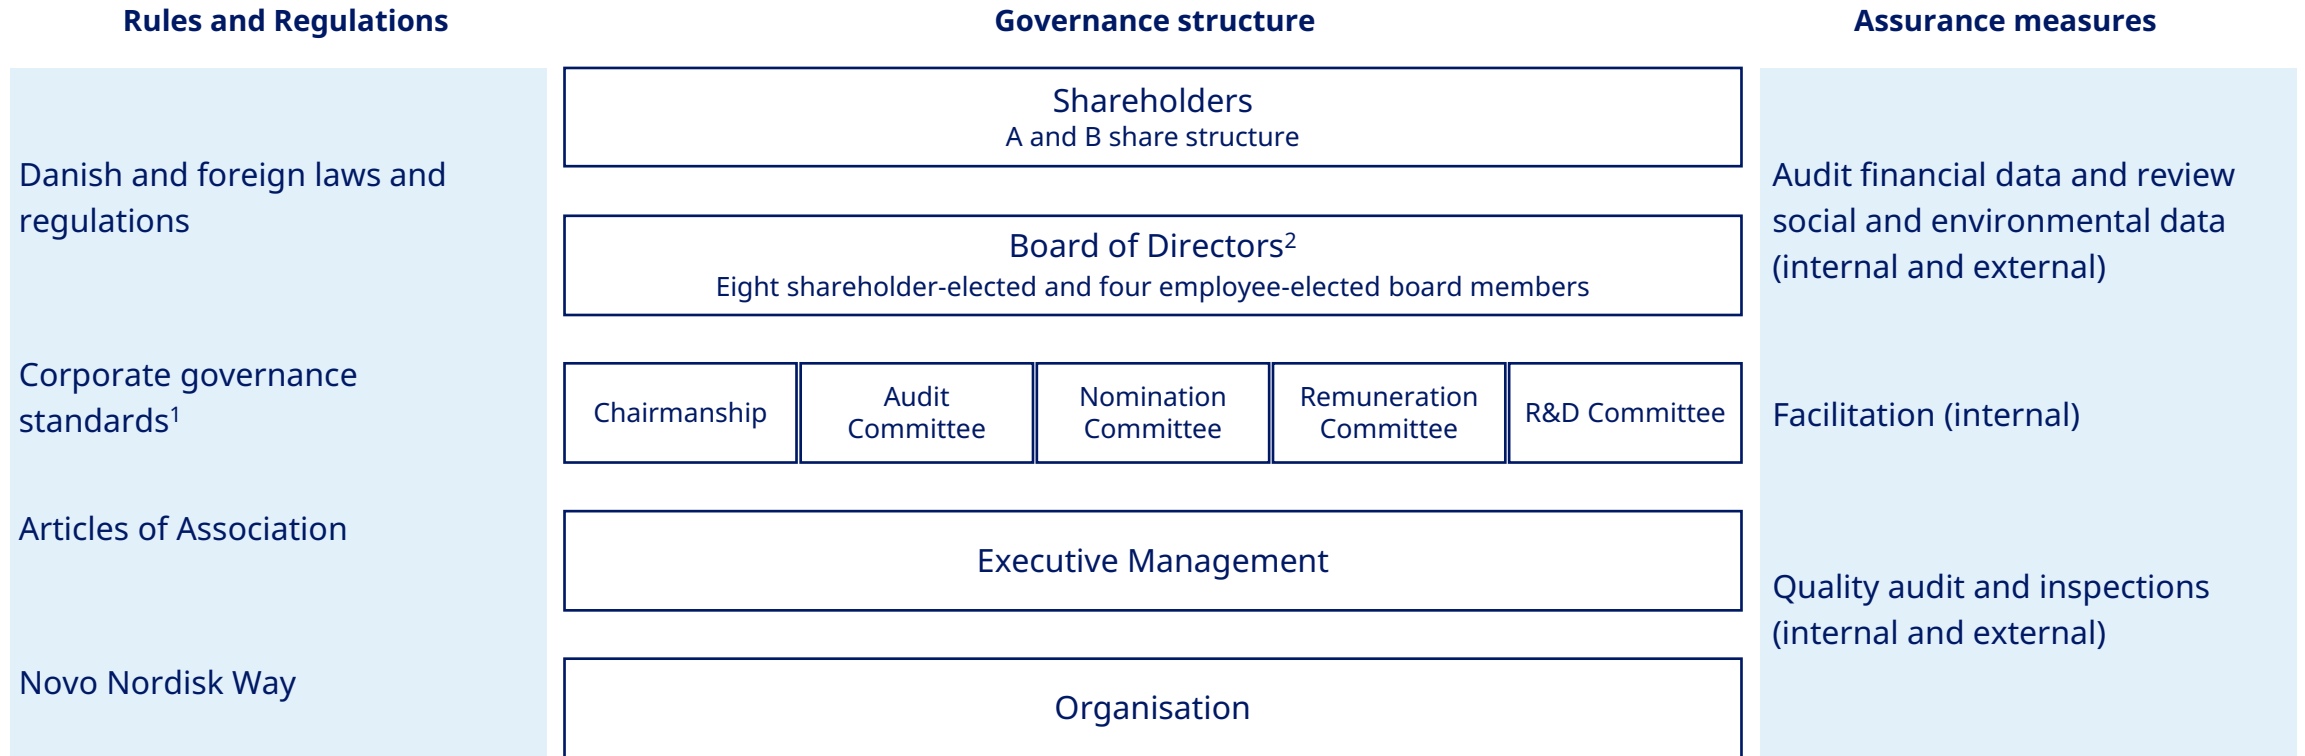 Rules and Regulations
Danish and foreign laws and
regulations
Corporate governance
standards¹
Articles of Association
Novo Nordisk Way
Governance structure
Shareholders
A and B share structure
Board of Directors²
Eight shareholder-elected and four employee-elected board members
Chairmanship
Audit
Committee
Nomination
Committee
Remuneration
Committee
R&D Committee
Executive Management
Organisation
Assurance measures
Audit financial data and review
social and environmental data
(internal and external)
Facilitation (internal)
Quality audit and inspections
(internal and external)